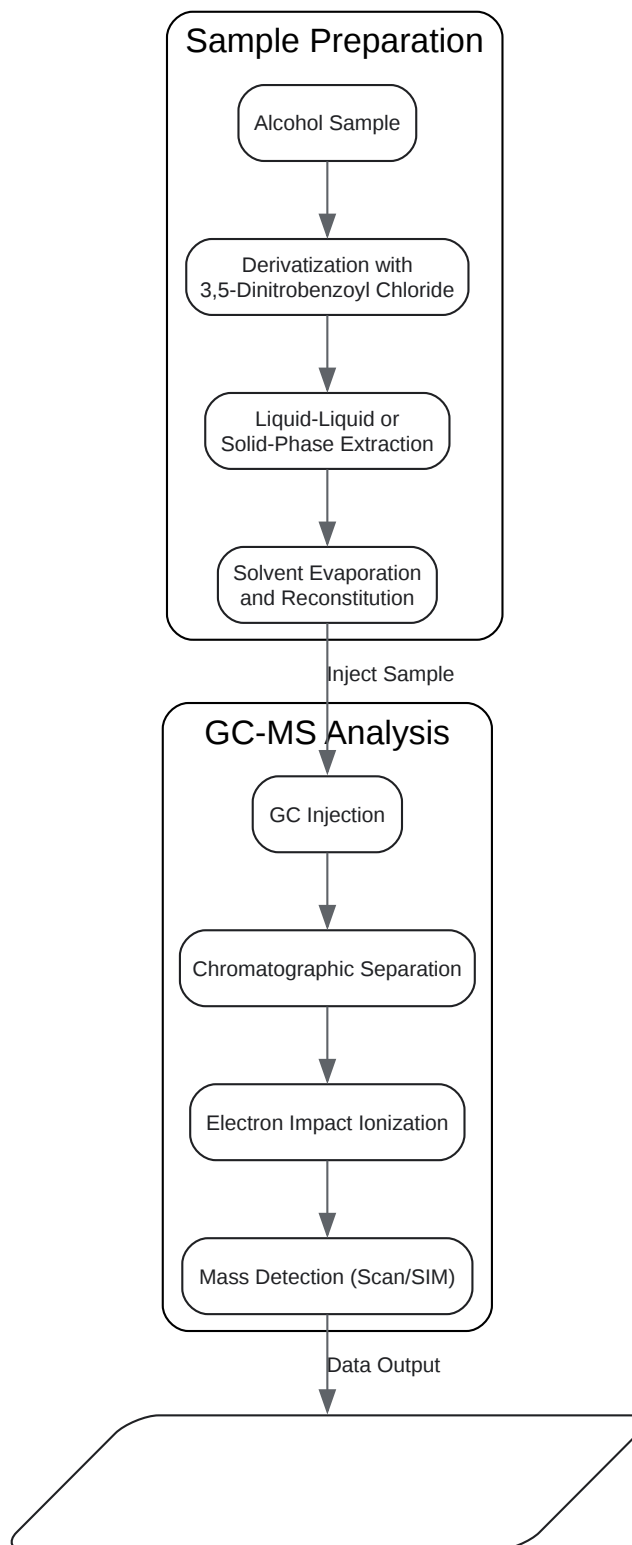 Sample Preparation
Alcohol Sample
Derivatization with
3,5-Dinitrobenzoyl Chloride
Liquid-Liquid or
Solid-Phase Extraction
Solvent Evaporation
and Reconstitution
Inject Sample
GC-MS Analysis
GC Injection
Chromatographic Separation
Electron Impact Ionization
Mass Detection (Scan/SIM)
Data Output